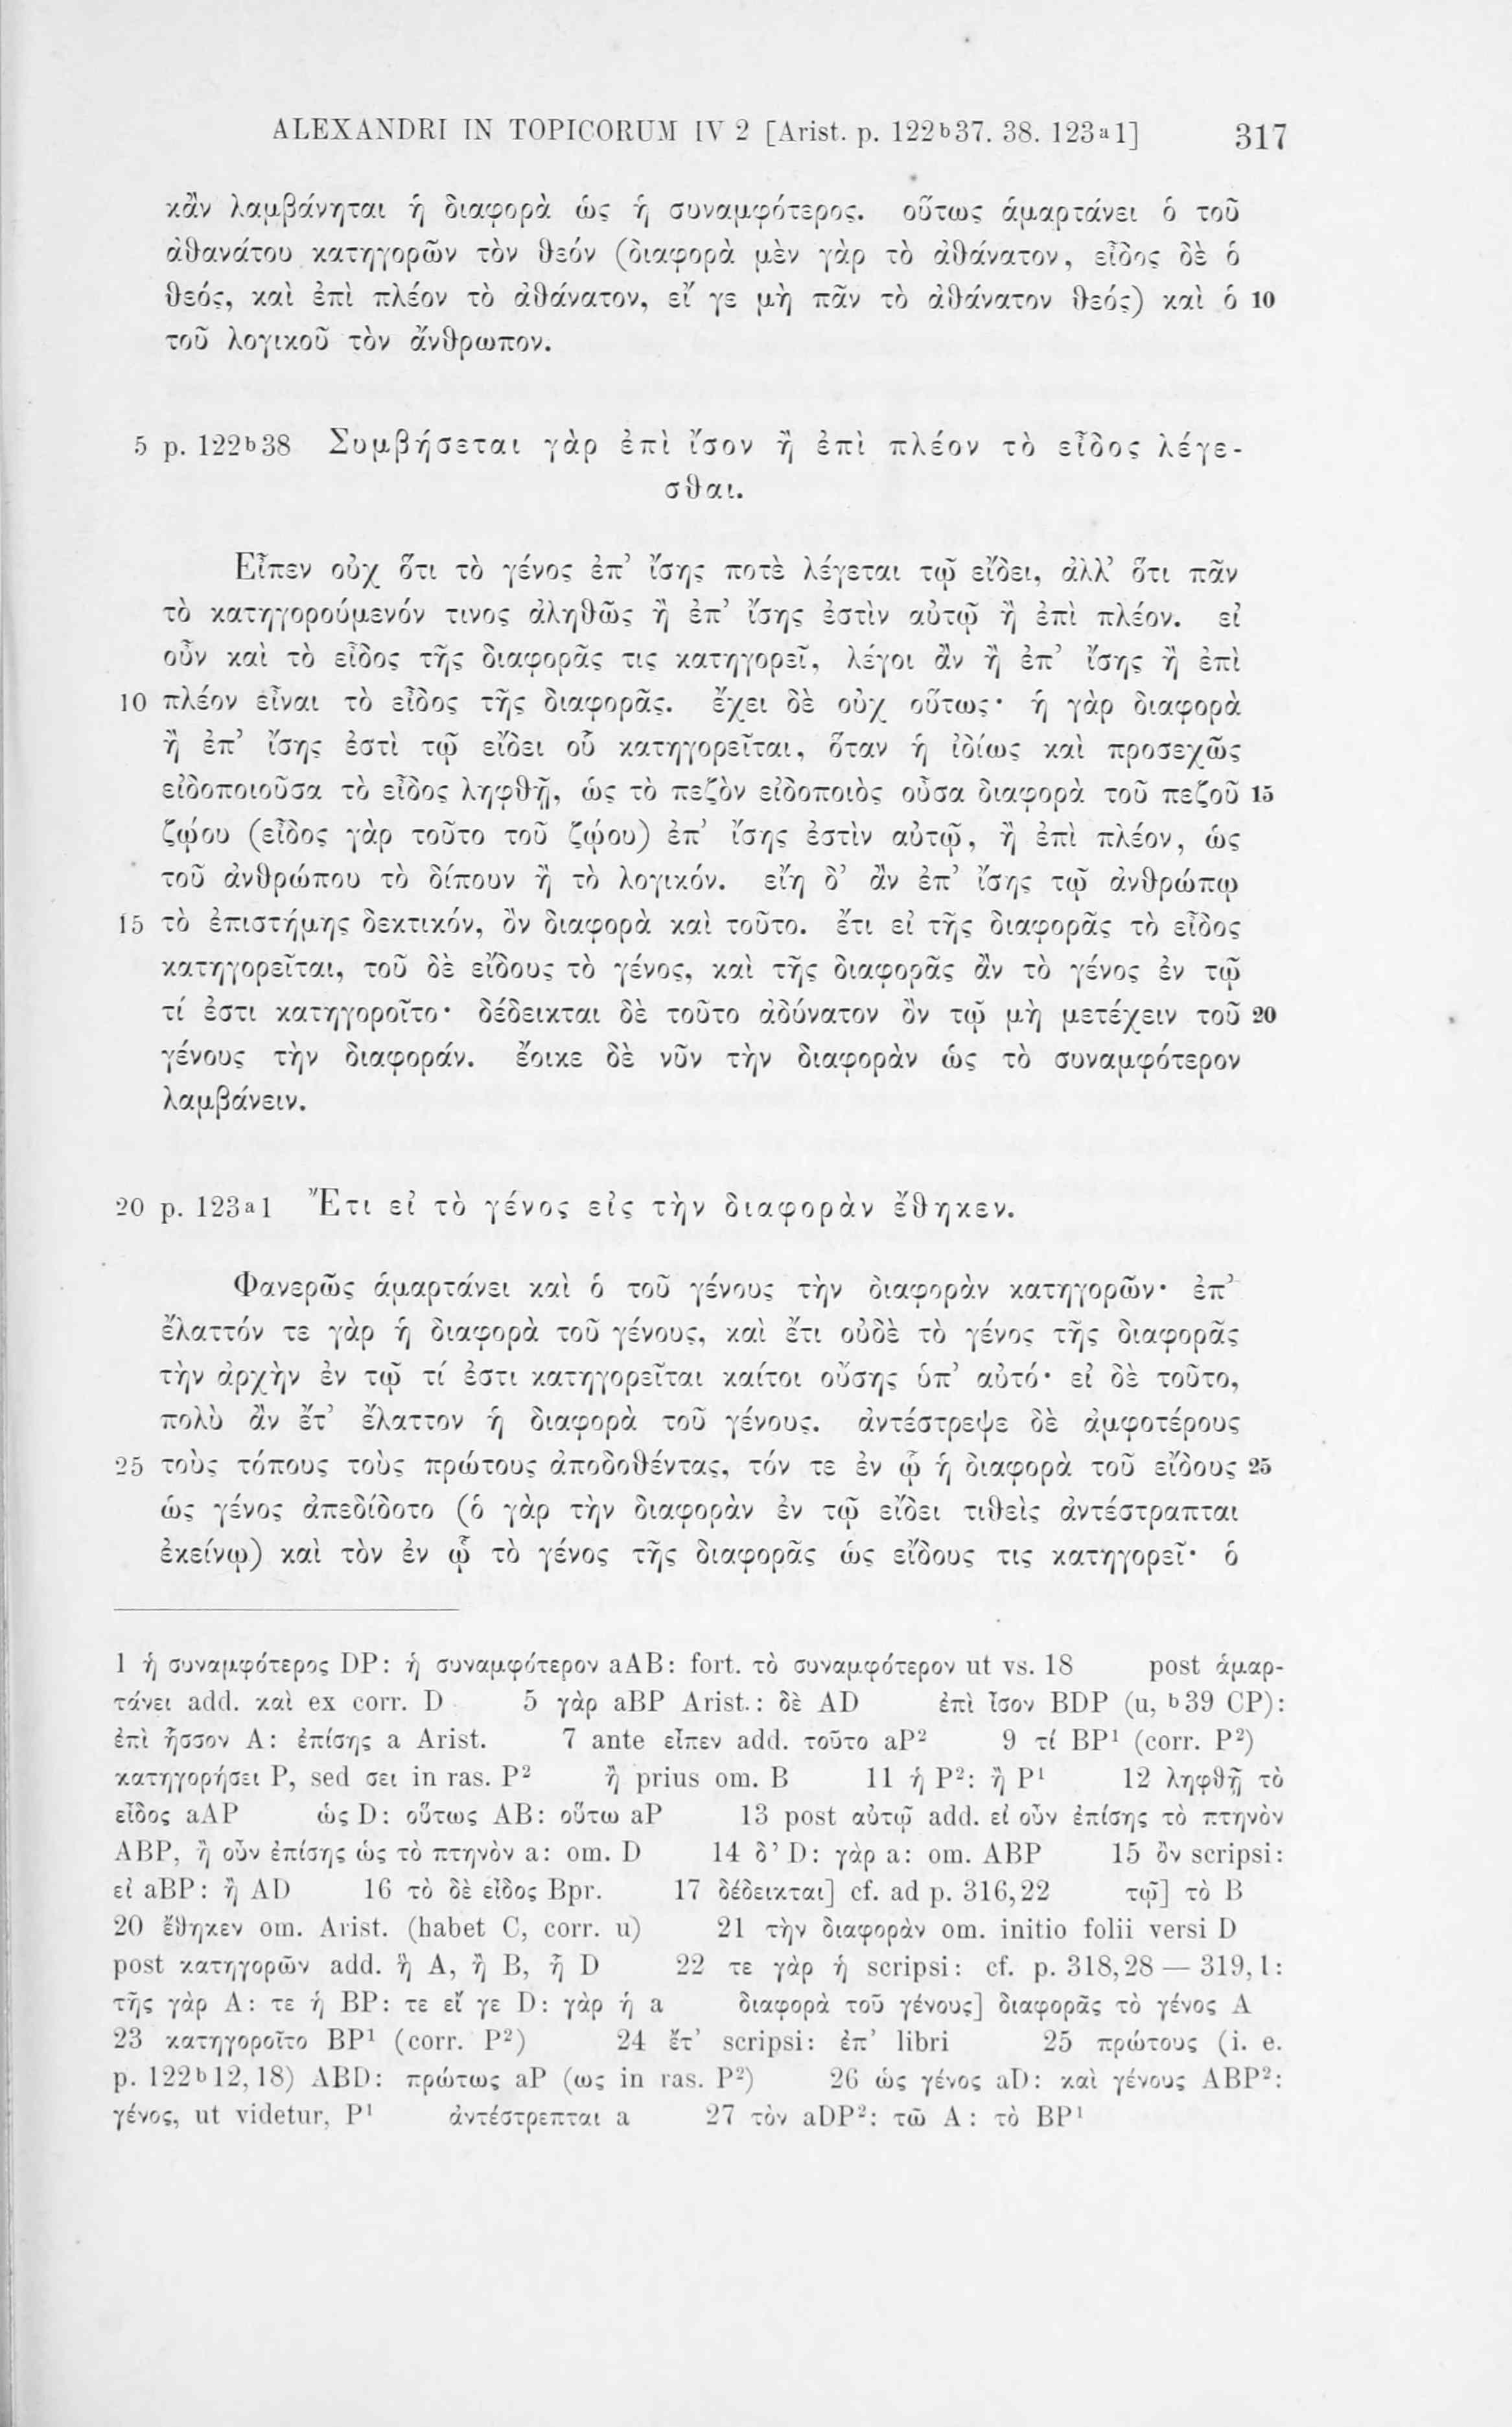 ALEXANDRI IN TOPICORUM IV 2 [Arist. p. 122ᵇ37. 38. 123ᵃ1] 317
κἂν λαμβάνηται ἡ διαφορὰ ὡς ἡ συναμφότερος. οὕτως ἁμαρτάνει ὁ τοῦ
ἀθανάτου κατηγορῶν τὸν θεόν (διαφορὰ μὲν γὰρ τὸ ἀθάνατον, εἶδος δὲ ὁ
θεός, καὶ ἐπὶ πλέον τὸ ἀθάνατον, εἴ γε μὴ πᾶν τὸ ἀθάνατον θεός) καὶ ὁ 10
τοῦ λογικοῦ τὸν ἄνθρωπον.
5 p. 122ᵇ38 Συμβήσεται γὰρ ἐπὶ ἴσον ἢ ἐπὶ πλέον τὸ εἶδος λέγε-
σθαι.
Εἶπεν οὐχ ὅτι τὸ γένος ἐπ’ ἴσης ποτὲ λέγεται τῷ εἴδει, ἀλλ’ ὅτι πᾶν
τὸ κατηγορούμενόν τινος ἀληθῶς ἢ ἐπ’ ἴσης ἐστὶν αὐτῷ ἢ ἐπὶ πλέον. εἰ
οὖν καὶ τὸ εἶδος τῆς διαφορᾶς τις κατηγορεῖ, λέγοι ἂν ἢ ἐπ’ ἴσης ἢ ἐπὶ
10 πλέον εἶναι τὸ εἶδος τῆς διαφορᾶς. ἔχει δὲ οὐχ οὕτως· ἡ γὰρ διαφορὰ
ἢ ἐπ’ ἴσης ἐστὶ τῷ εἴδει οὗ κατηγορεῖται, ὅταν ἡ ἰδίως καὶ προσεχῶς
εἰδοποιοῦσα τὸ εἶδος ληφθῇ, ὡς τὸ πεζὸν εἰδοποιὸς οὖσα διαφορὰ τοῦ πεζοῦ 15
ζῴου (εἶδος γὰρ τοῦτο τοῦ ζῴου) ἐπ’ ἴσης ἐστὶν αὐτῷ, ἢ ἐπὶ πλέον, ὡς
τοῦ ἀνθρώπου τὸ δίπουν ἢ τὸ λογικόν. εἴη δ’ ἂν ἐπ’ ἴσης τῷ ἀνθρώπῳ
15 τὸ ἐπιστήμης δεκτικόν, ὂν διαφορὰ καὶ τοῦτο. ἔτι εἰ τῆς διαφορᾶς τὸ εἶδος
κατηγορεῖται, τοῦ δὲ εἴδους τὸ γένος, καὶ τῆς διαφορᾶς ἂν τὸ γένος ἐν τῷ
τί ἐστι κατηγοροῖτο· δέδεικται δὲ τοῦτο ἀδύνατον ὂν τῷ μὴ μετέχειν τοῦ 20
γένους τὴν διαφοράν. ἔοικε δὲ νῦν τὴν διαφορὰν ὡς τὸ συναμφότερον
λαμβάνειν.
20 p. 123ᵃ1 Ἔτι εἰ τὸ γένος εἰς τὴν διαφορὰν ἔθηκεν.
Φανερῶς ἁμαρτάνει καὶ ὁ τοῦ γένους τὴν διαφορὰν κατηγορῶν· ἐπ’
ἔλαττόν τε γὰρ ἡ διαφορὰ τοῦ γένους, καὶ ἔτι οὐδὲ τὸ γένος τῆς διαφορᾶς
τὴν ἀρχὴν ἐν τῷ τί ἐστι κατηγορεῖται καίτοι οὔσης ὑπ’ αὐτό· εἰ δὲ τοῦτο,
πολὺ ἂν ἔτ’ ἔλαττον ἡ διαφορὰ τοῦ γένους. ἀντέστρεψε δὲ ἀμφοτέρους
25 τοὺς τόπους τοὺς πρώτους ἀποδοθέντας, τόν τε ἐν ᾧ ἡ διαφορὰ τοῦ εἴδους 25
ὡς γένος ἀπεδίδοτο (ὁ γὰρ τὴν διαφορὰν ἐν τῷ εἴδει τιθεὶς ἀντέστραπται
ἐκείνῳ) καὶ τὸν ἐν ᾧ τὸ γένος τῆς διαφορᾶς ὡς εἴδους τις κατηγορεῖ· ὁ
1 ἡ συναμφότερος DP: ἡ συναμφότερον aAB: fort. τὸ συναμφότερον ut vs. 18 post ἁμαρ-
τάνει add. καὶ ex corr. D 5 γὰρ aBP Arist.: δὲ AD ἐπὶ ἴσον BDP (u, ᵇ39 CP):
ἐπὶ ἧσσον A: ἐπίσης a Arist. 7 ante εἶπεν add. τοῦτο aP² 9 τί BP¹ (corr. P²)
κατηγορήσει P, sed σει in ras. P² ἢ prius om. B 11 ἡ P²: ἢ P¹ 12 ληφθῇ τὸ
εἶδος aAP ὡς D: οὕτως AB: οὕτω aP 13 post αὐτῷ add. εἰ οὖν ἐπίσης τὸ πτηνὸν
ABP, ἢ οὖν ἐπίσης ὡς τὸ πτηνὸν a: om. D 14 δ’ D: γὰρ a: om. ABP 15 ὂν scripsi:
εἰ aBP: ἢ AD 16 τὸ δὲ εἶδος Bpr. 17 δέδεικται] cf. ad p. 316,22 τῷ] τὸ B
20 ἔθηκεν om. Arist. (habet C, corr. u) 21 τὴν διαφορὰν om. initio folii versi D
post κατηγορῶν add. ἣ A, ἢ B, ἧ D 22 τε γὰρ ἡ scripsi: cf. p. 318,28 — 319,1:
τῆς γὰρ A: τε ἡ BP: τε εἴ γε D: γὰρ ἡ a διαφορὰ τοῦ γένους] διαφορᾶς τὸ γένος A
23 κατηγοροῖτο BP¹ (corr. P²) 24 ἔτ’ scripsi: ἐπ’ libri 25 πρώτους (i. e.
p. 122ᵇ12,18) ABD: πρώτως aP (ως in ras. P²) 26 ὡς γένος aD: καὶ γένους ABP²:
γένος, ut videtur, P¹ ἀντέστρεπται a 27 τὸν aDP²: τῶ A: τὸ BP¹